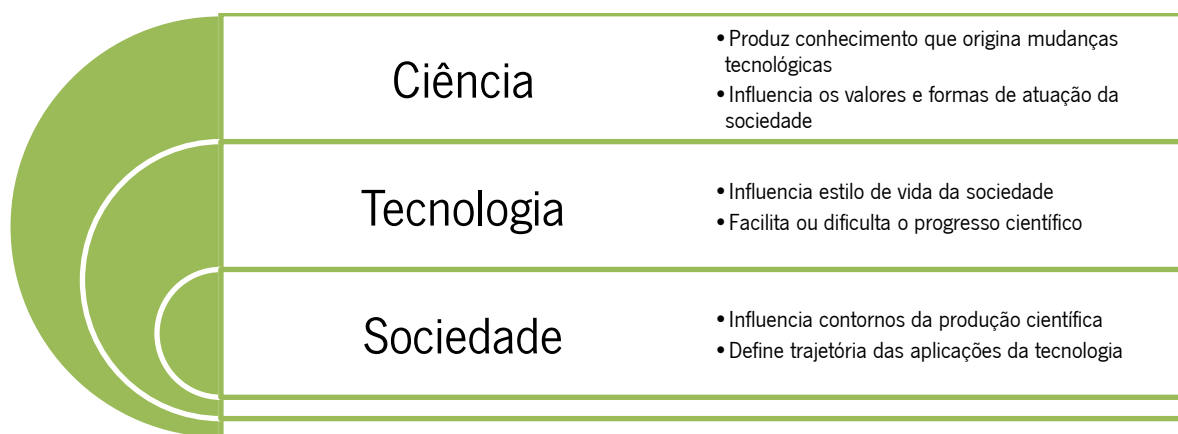 Ciência
• Produz conhecimento que origina mudanças
tecnológicas
• Influencia os valores e formas de atuação da
sociedade
Tecnologia
• Influencia estilo de vida da sociedade
• Facilita ou dificulta o progresso científico
Sociedade
• Influencia contornos da produção científica
• Define trajetória das aplicações da tecnologia